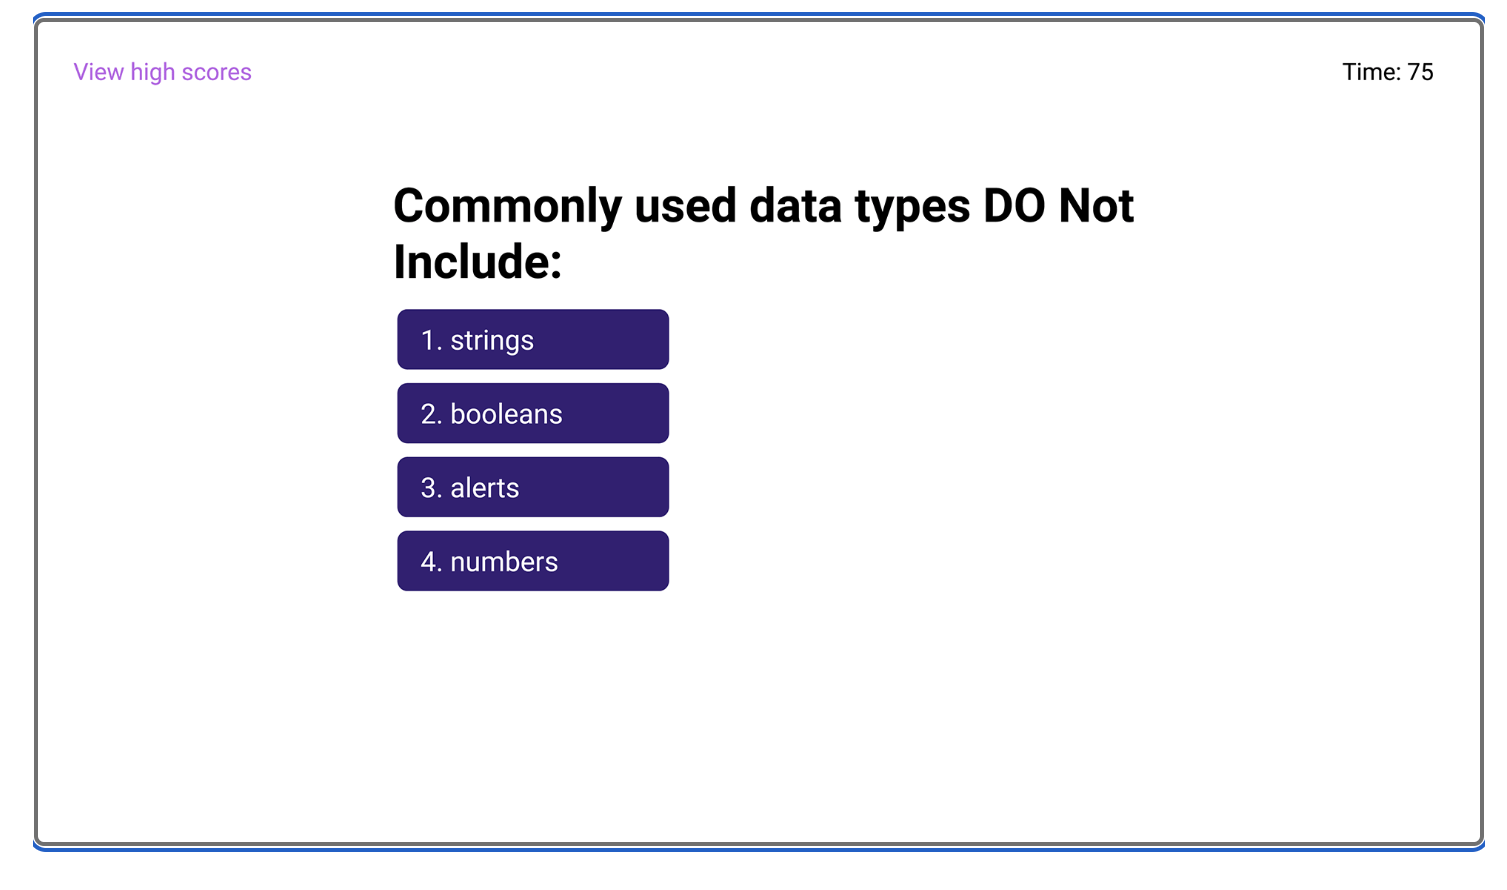 View high scores
Time: 75
Commonly used data types DO Not
Include:
1. strings
2. booleans
3. alerts
4. numbers